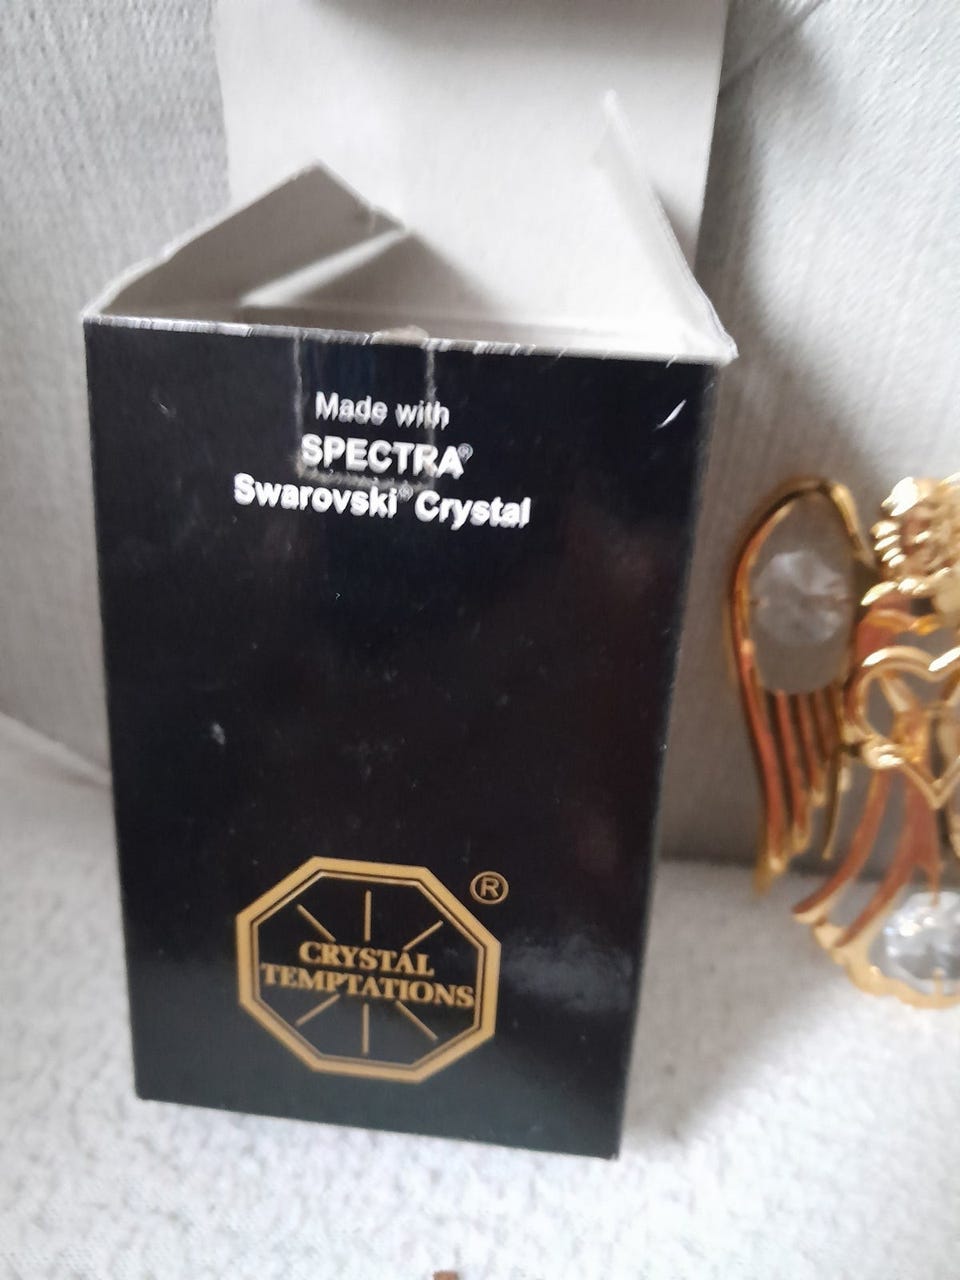 Made with
SPECTRA®
Swarovski® Crystal
®
CRYSTAL
TEMPTATIONS